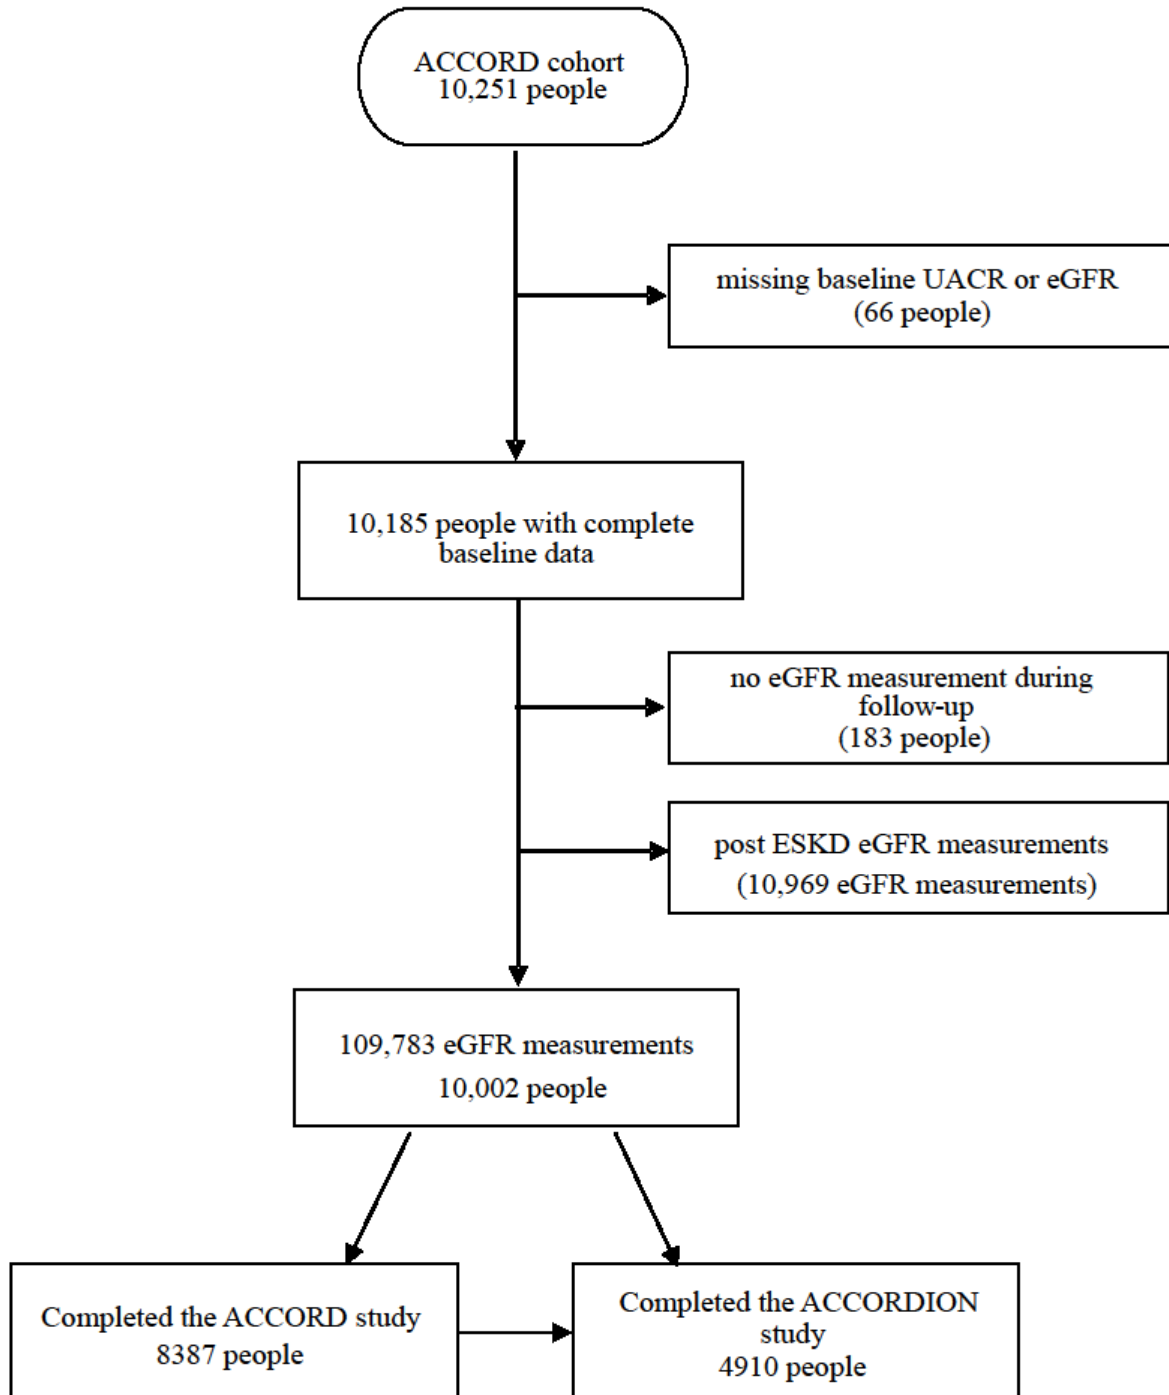 ACCORD cohort
10,251 people
missing baseline UACR or eGFR
(66 people)
10,185 people with complete
baseline data
no eGFR measurement during
follow-up
(183 people)
post ESKD eGFR measurements
(10,969 eGFR measurements)
109,783 eGFR measurements
10,002 people
Completed the ACCORD study
8387 people
Completed the ACCORDION
study
4910 people